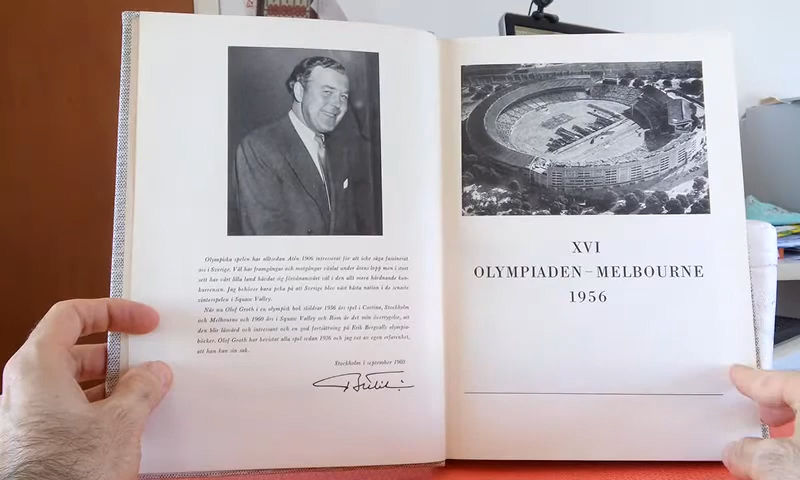 Olympiska spelen har alltsedan Aten 1906 intresserat för att icke säga fascinerat
oss i Sverige. Väl har framgångar och motgångar växlat under årens lopp men i stort
sett har vårt lilla land hävdat sig förvånansvärt väl i den allt mera hårdnande kon-
kurrensen. Jag behöver bara peka på att Sverige blev sjätte bästa nation i de senaste
vinterspelen i Squaw Valley.
När nu Olof Groth i en olympisk bok skildrar 1956 års spel i Cortina, Stockholm
och Melbourne och 1960 års i Squaw Valley och Rom är det min övertygelse, att
den blir läsvärd och intressant och en god fortsättning på Erik Bergvalls olympia-
böcker. Olof Groth har bevistat alla spel sedan 1936 och jag vet av egen erfarenhet,
att han kan sin sak.
Stockholm i september 1960
XVI
OLYMPIADEN–MELBOURNE
1956